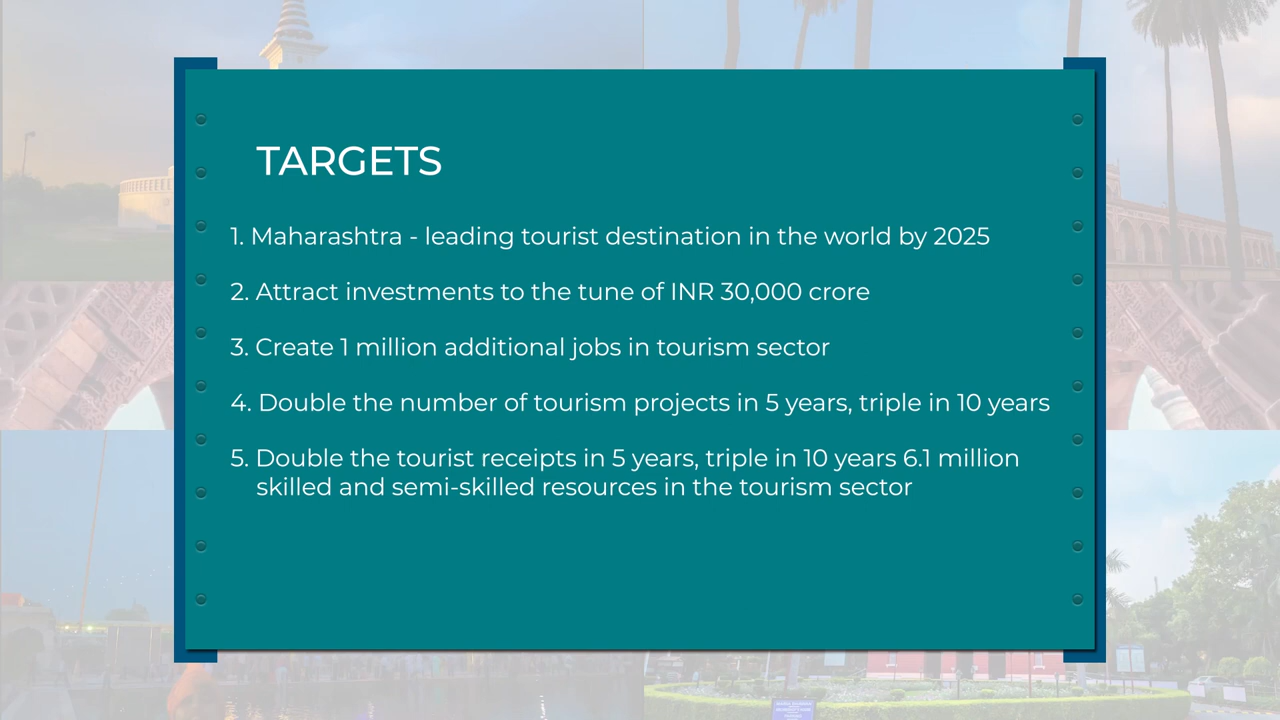 TARGETS
1. Maharashtra - leading tourist destination in the world by 2025
2. Attract investments to the tune of INR 30,000 crore
3. Create 1 million additional jobs in tourism sector
4. Double the number of tourism projects in 5 years, triple in 10 years
5. Double the tourist receipts in 5 years, triple in 10 years 6.1 million
skilled and semi-skilled resources in the tourism sector